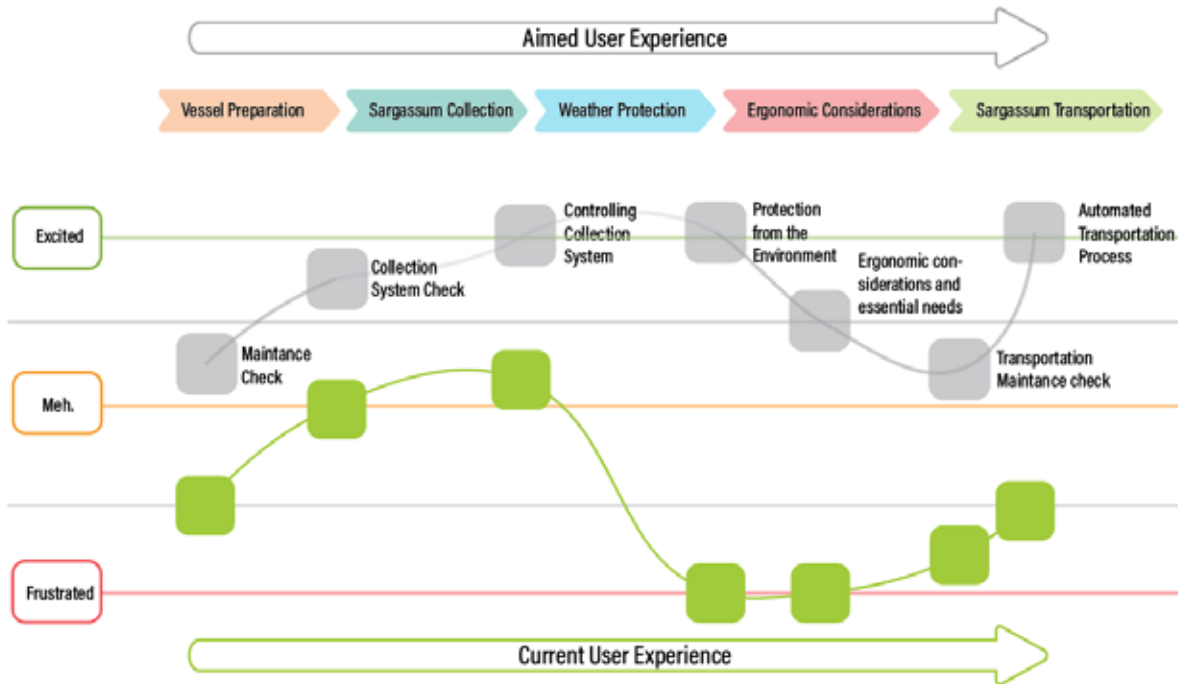 Aimed User Experience
Vessel Preparation
Sargassum Collection
Weather Protection
Ergonomic Considerations
Sargassum Transportation
Excited
Collection
System Check
Controlling
Collection
System
Protection
from the
Environment
Ergonomic con-
siderations and
essential needs
Automated
Transportation
Process
Maintance
Check
Transportation
Maintance check
Meh.
Frustrated
Current User Experience